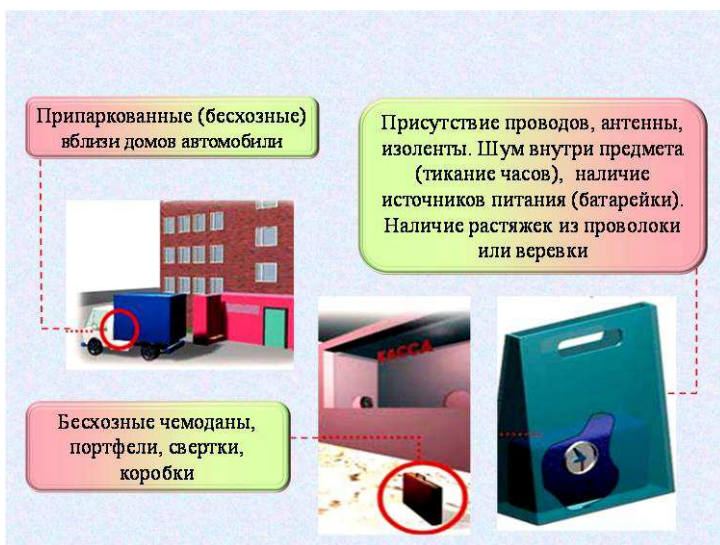 Припаркованные (бесхозные)
вблизи домов автомобили
Присутствие проводов, антенны,
изоленты. Шум внутри предмета
(тикание часов), наличие
источников питания (батарейки).
Наличие растяжек из проволоки
или веревки
КАССА
Бесхозные чемоданы,
портфели, свертки,
коробки